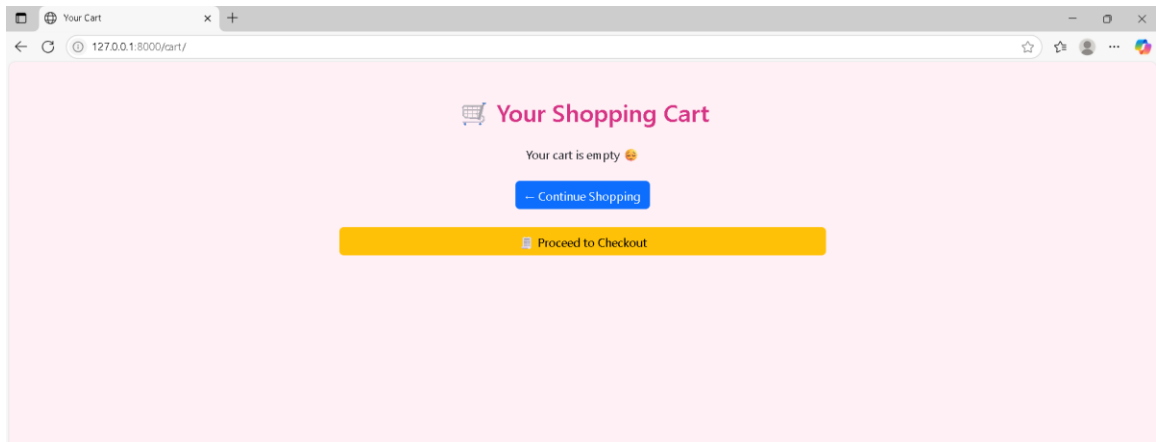 Your Cart
127.0.0.1:8000/cart/
🛒 Your Shopping Cart
Your cart is empty 🥺
← Continue Shopping
🧾 Proceed to Checkout